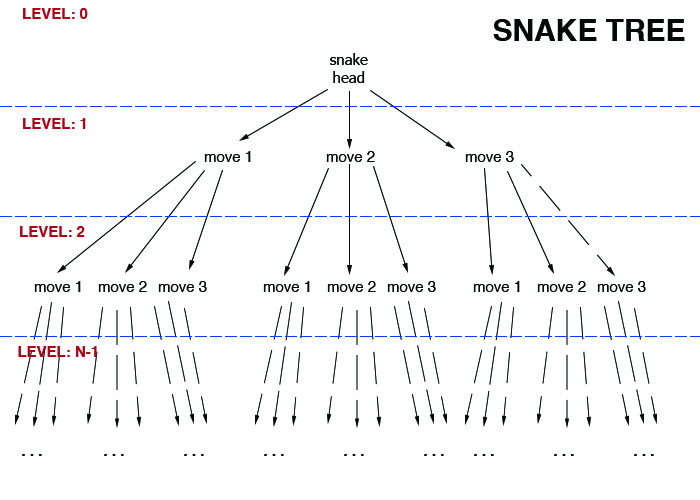 LEVEL: 0
SNAKE TREE
snake
head
LEVEL: 1
move 1 move 2 move 3
LEVEL: 2
move 1 move 2 move 3 move 1 move 2 move 3 move 1 move 2 move 3
LEVEL: N-1
... ... ... ... ... ... ... ... ...